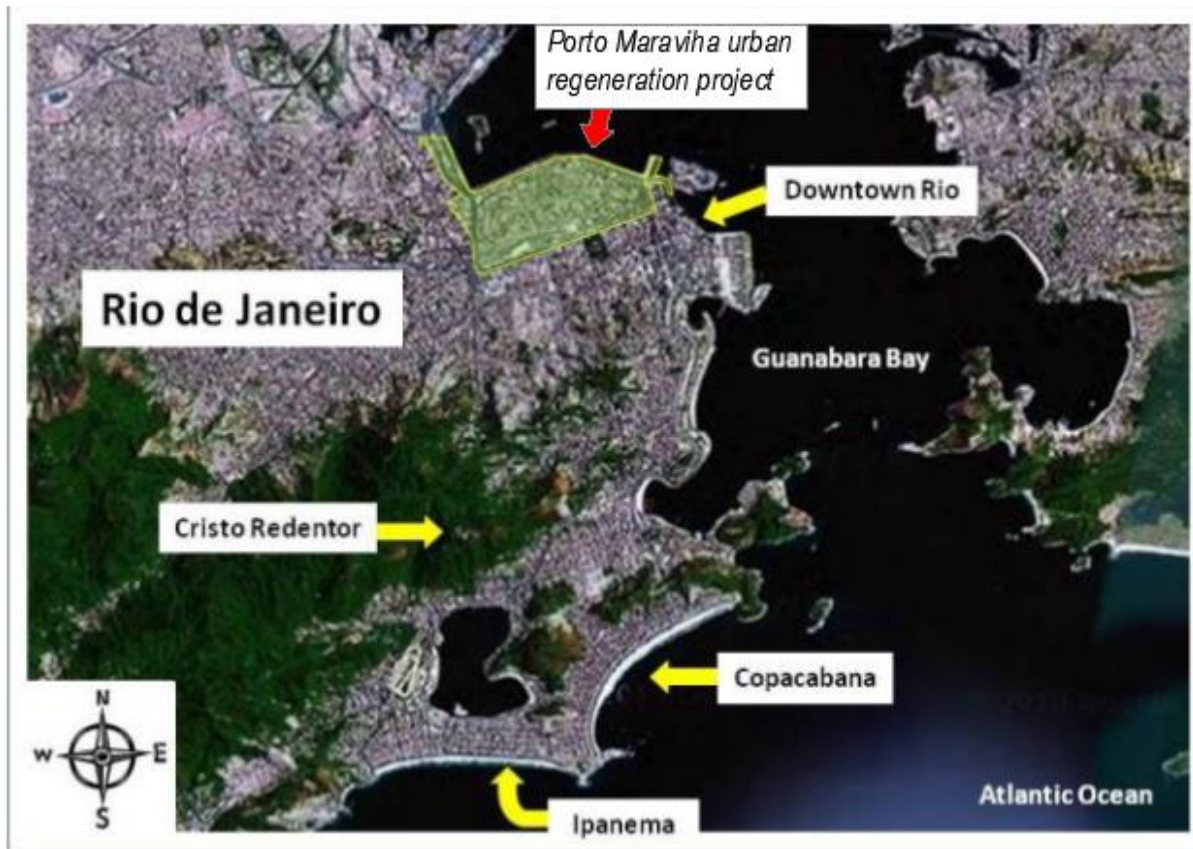 Porto Maraviha urban
regeneration project
Downtown Rio
Rio de Janeiro
Guanabara Bay
Cristo Redentor
Copacabana
N
W
E
S
Atlantic Ocean
Ipanema